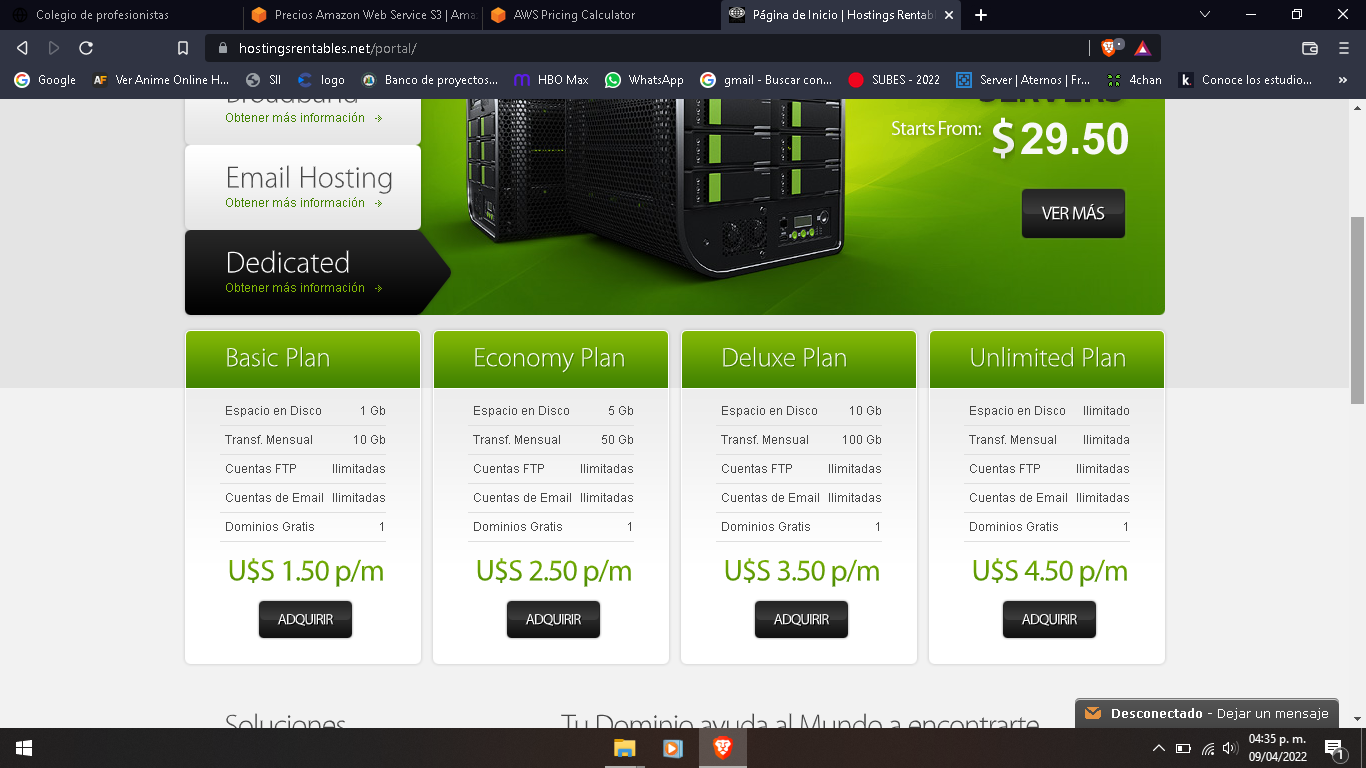 Colegio de profesionistas
Precios Amazon Web Service S3 | Ama
AWS Pricing Calculator
Página de Inicio | Hostings Rentabl
hostingsrentables.net/portal/
Google
AF Ver Anime Online H...
SII
logo
Banco de proyectos...
HBO Max
WhatsApp
gmail - Buscar con...
SUBES - 2022
Server | Aternos | Fr...
4chan
k. Conoce los estudio...
Broadband
Obtener más información
Email Hosting
Obtener más información
Dedicated
Obtener más información
SERVERS
Starts From: $29.50
VER MÁS
Basic Plan
Espacio en Disco 1 Gb
Transf. Mensual 10 Gb
Cuentas FTP Ilimitadas
Cuentas de Email Ilimitadas
Dominios Gratis 1
U$S 1.50 p/m
ADQUIRIR
Economy Plan
Espacio en Disco 5 Gb
Transf. Mensual 50 Gb
Cuentas FTP Ilimitadas
Cuentas de Email Ilimitadas
Dominios Gratis 1
U$S 2.50 p/m
ADQUIRIR
Deluxe Plan
Espacio en Disco 10 Gb
Transf. Mensual 100 Gb
Cuentas FTP Ilimitadas
Cuentas de Email Ilimitadas
Dominios Gratis 1
U$S 3.50 p/m
ADQUIRIR
Unlimited Plan
Espacio en Disco Ilimitado
Transf. Mensual Ilimitada
Cuentas FTP Ilimitadas
Cuentas de Email Ilimitadas
Dominios Gratis 1
U$S 4.50 p/m
ADQUIRIR
Soluciones
Tu Dominio ayuda al Mundo a encontrarte
Desconectado - Dejar un mensaje
04:35 p. m.
09/04/2022
1